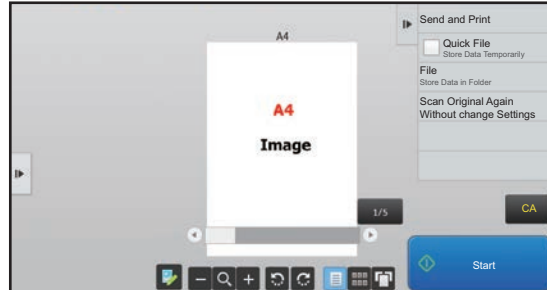 A4
A4
Image
1/5
Send and Print
Quick File
Store Data Temporarily
File
Store Data in Folder
Scan Original Again
Without change Settings
CA
Start